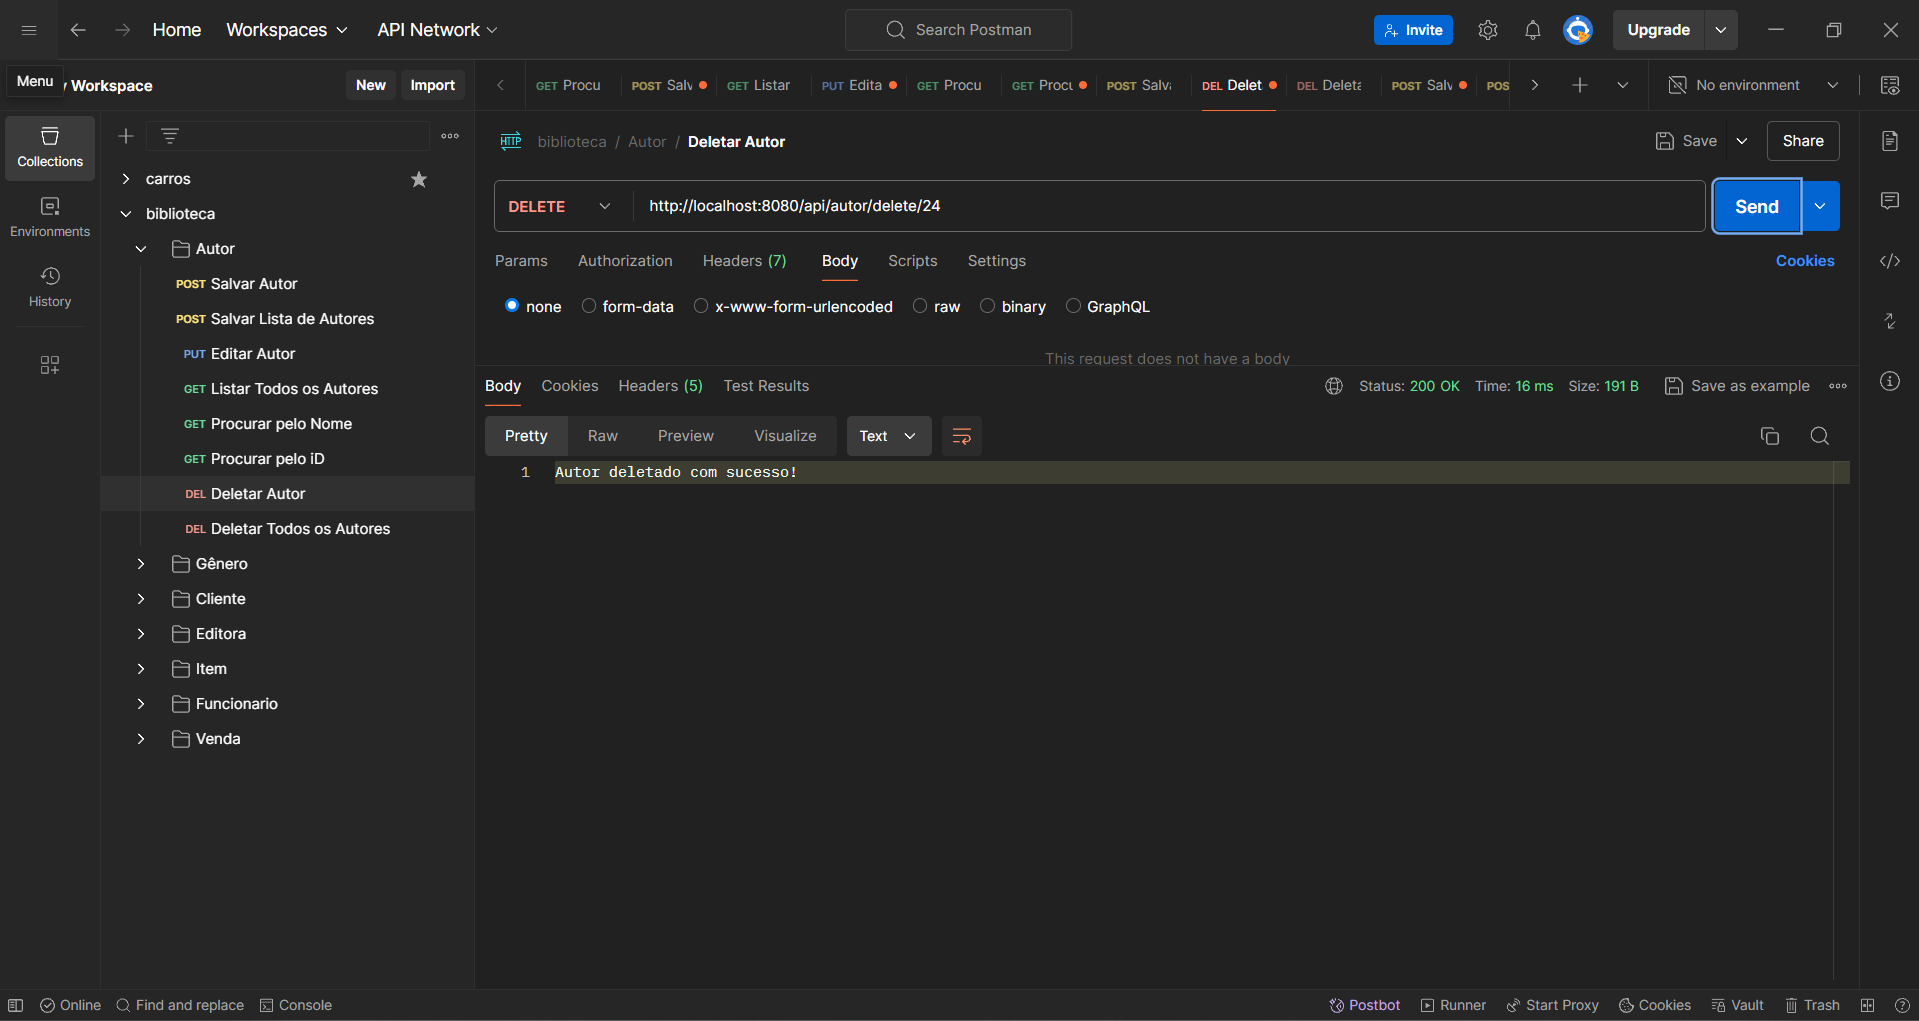 Home
Workspaces
API Network
Search Postman
Invite
Upgrade
Menu
Workspace
New
Import
GET Procu
POST Salv
GET Listar
PUT Edita
GET Procu
GET Procu
POST Salva
DEL Delet
DEL Deleta
POST Salv
POS
No environment
Collections
Environments
History
carros
biblioteca
Autor
POST Salvar Autor
POST Salvar Lista de Autores
PUT Editar Autor
GET Listar Todos os Autores
GET Procurar pelo Nome
GET Procurar pelo iD
DEL Deletar Autor
DEL Deletar Todos os Autores
Gênero
Cliente
Editora
Item
Funcionario
Venda
HTTP biblioteca / Autor / Deletar Autor
Save
Share
DELETE
http://localhost:8080/api/autor/delete/24
Send
Params
Authorization
Headers (7)
Body
Scripts
Settings
Cookies
none
form-data
x-www-form-urlencoded
raw
binary
GraphQL
This request does not have a body
Body
Cookies
Headers (5)
Test Results
Status: 200 OK
Time: 16 ms
Size: 191 B
Save as example
Pretty
Raw
Preview
Visualize
Text
1 Autor deletado com sucesso!
Online
Find and replace
Console
Postbot
Runner
Start Proxy
Cookies
Vault
Trash